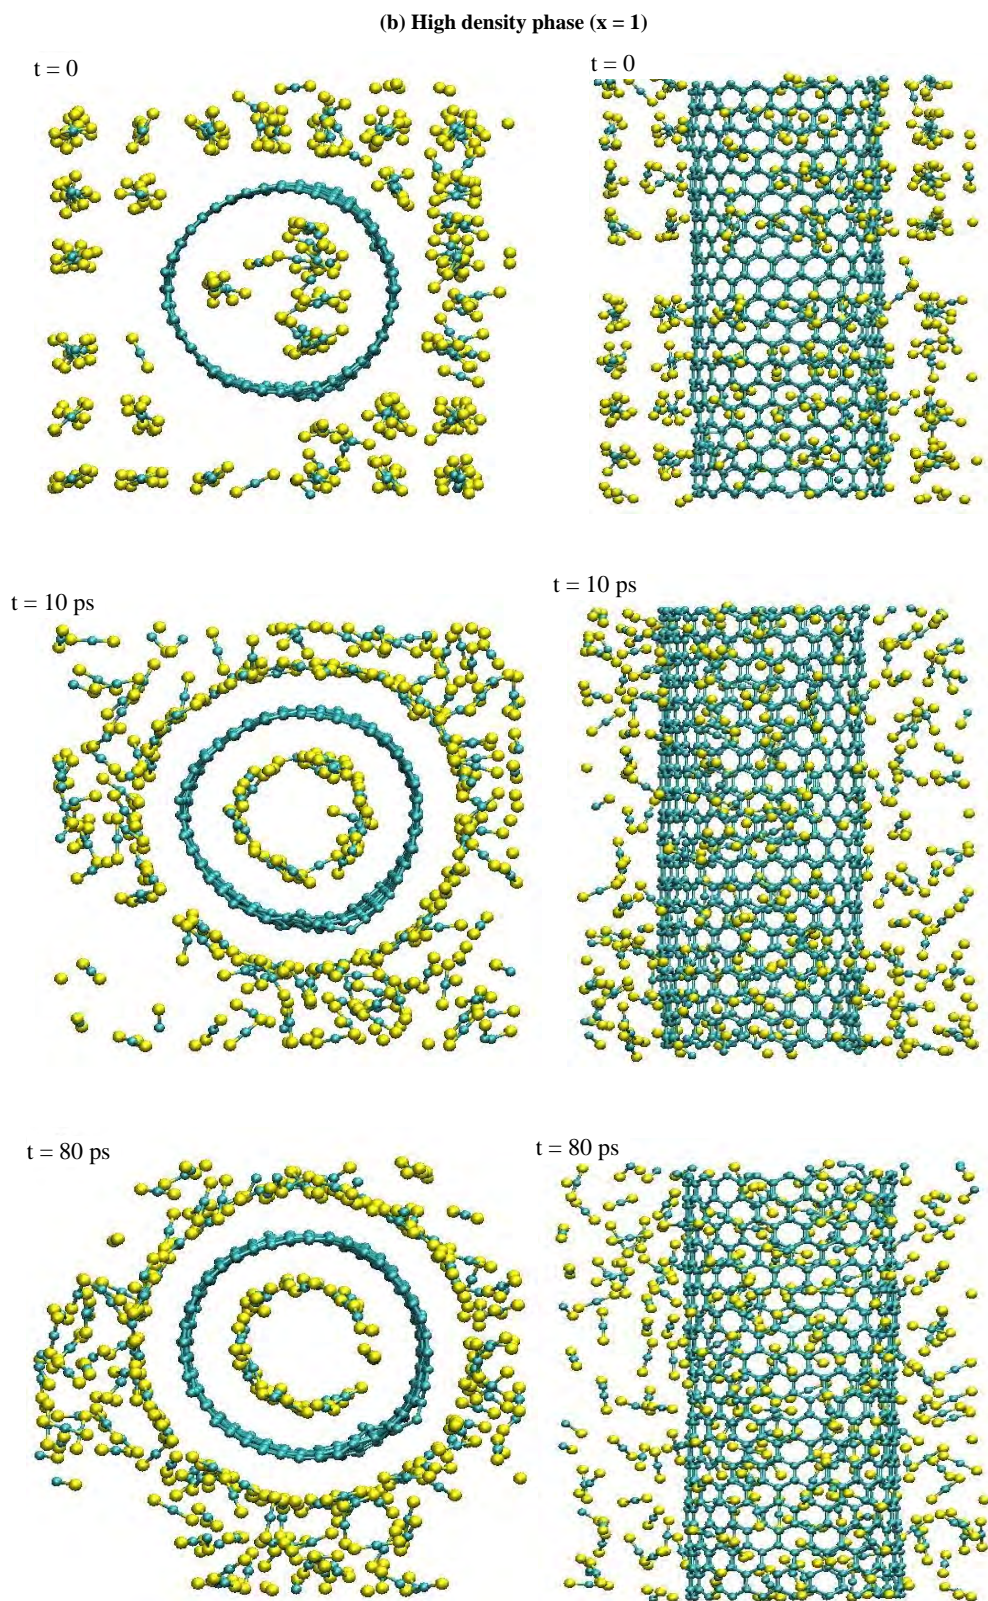 (b) High density phase (x = 1)
t = 0
t = 0
t = 10 ps
t = 10 ps
t = 80 ps
t = 80 ps